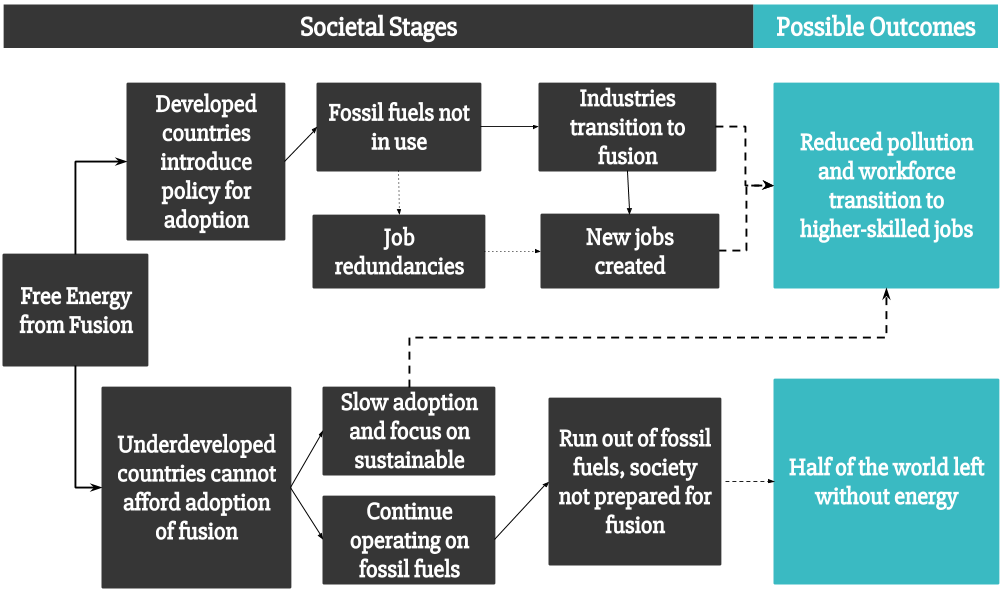 Societal Stages
Possible Outcomes
Developed
countries
introduce
policy for
adoption
Fossil fuels not
in use
Industries
transition to
fusion
Reduced pollution
and workforce
transition to
higher-skilled jobs
Job
redundancies
New jobs
created
Free Energy
from Fusion
Underdeveloped
countries cannot
afford adoption
of fusion
Slow adoption
and focus on
sustainable
Continue
operating on
fossil fuels
Run out of fossil
fuels, society
not prepared for
fusion
Half of the world left
without energy